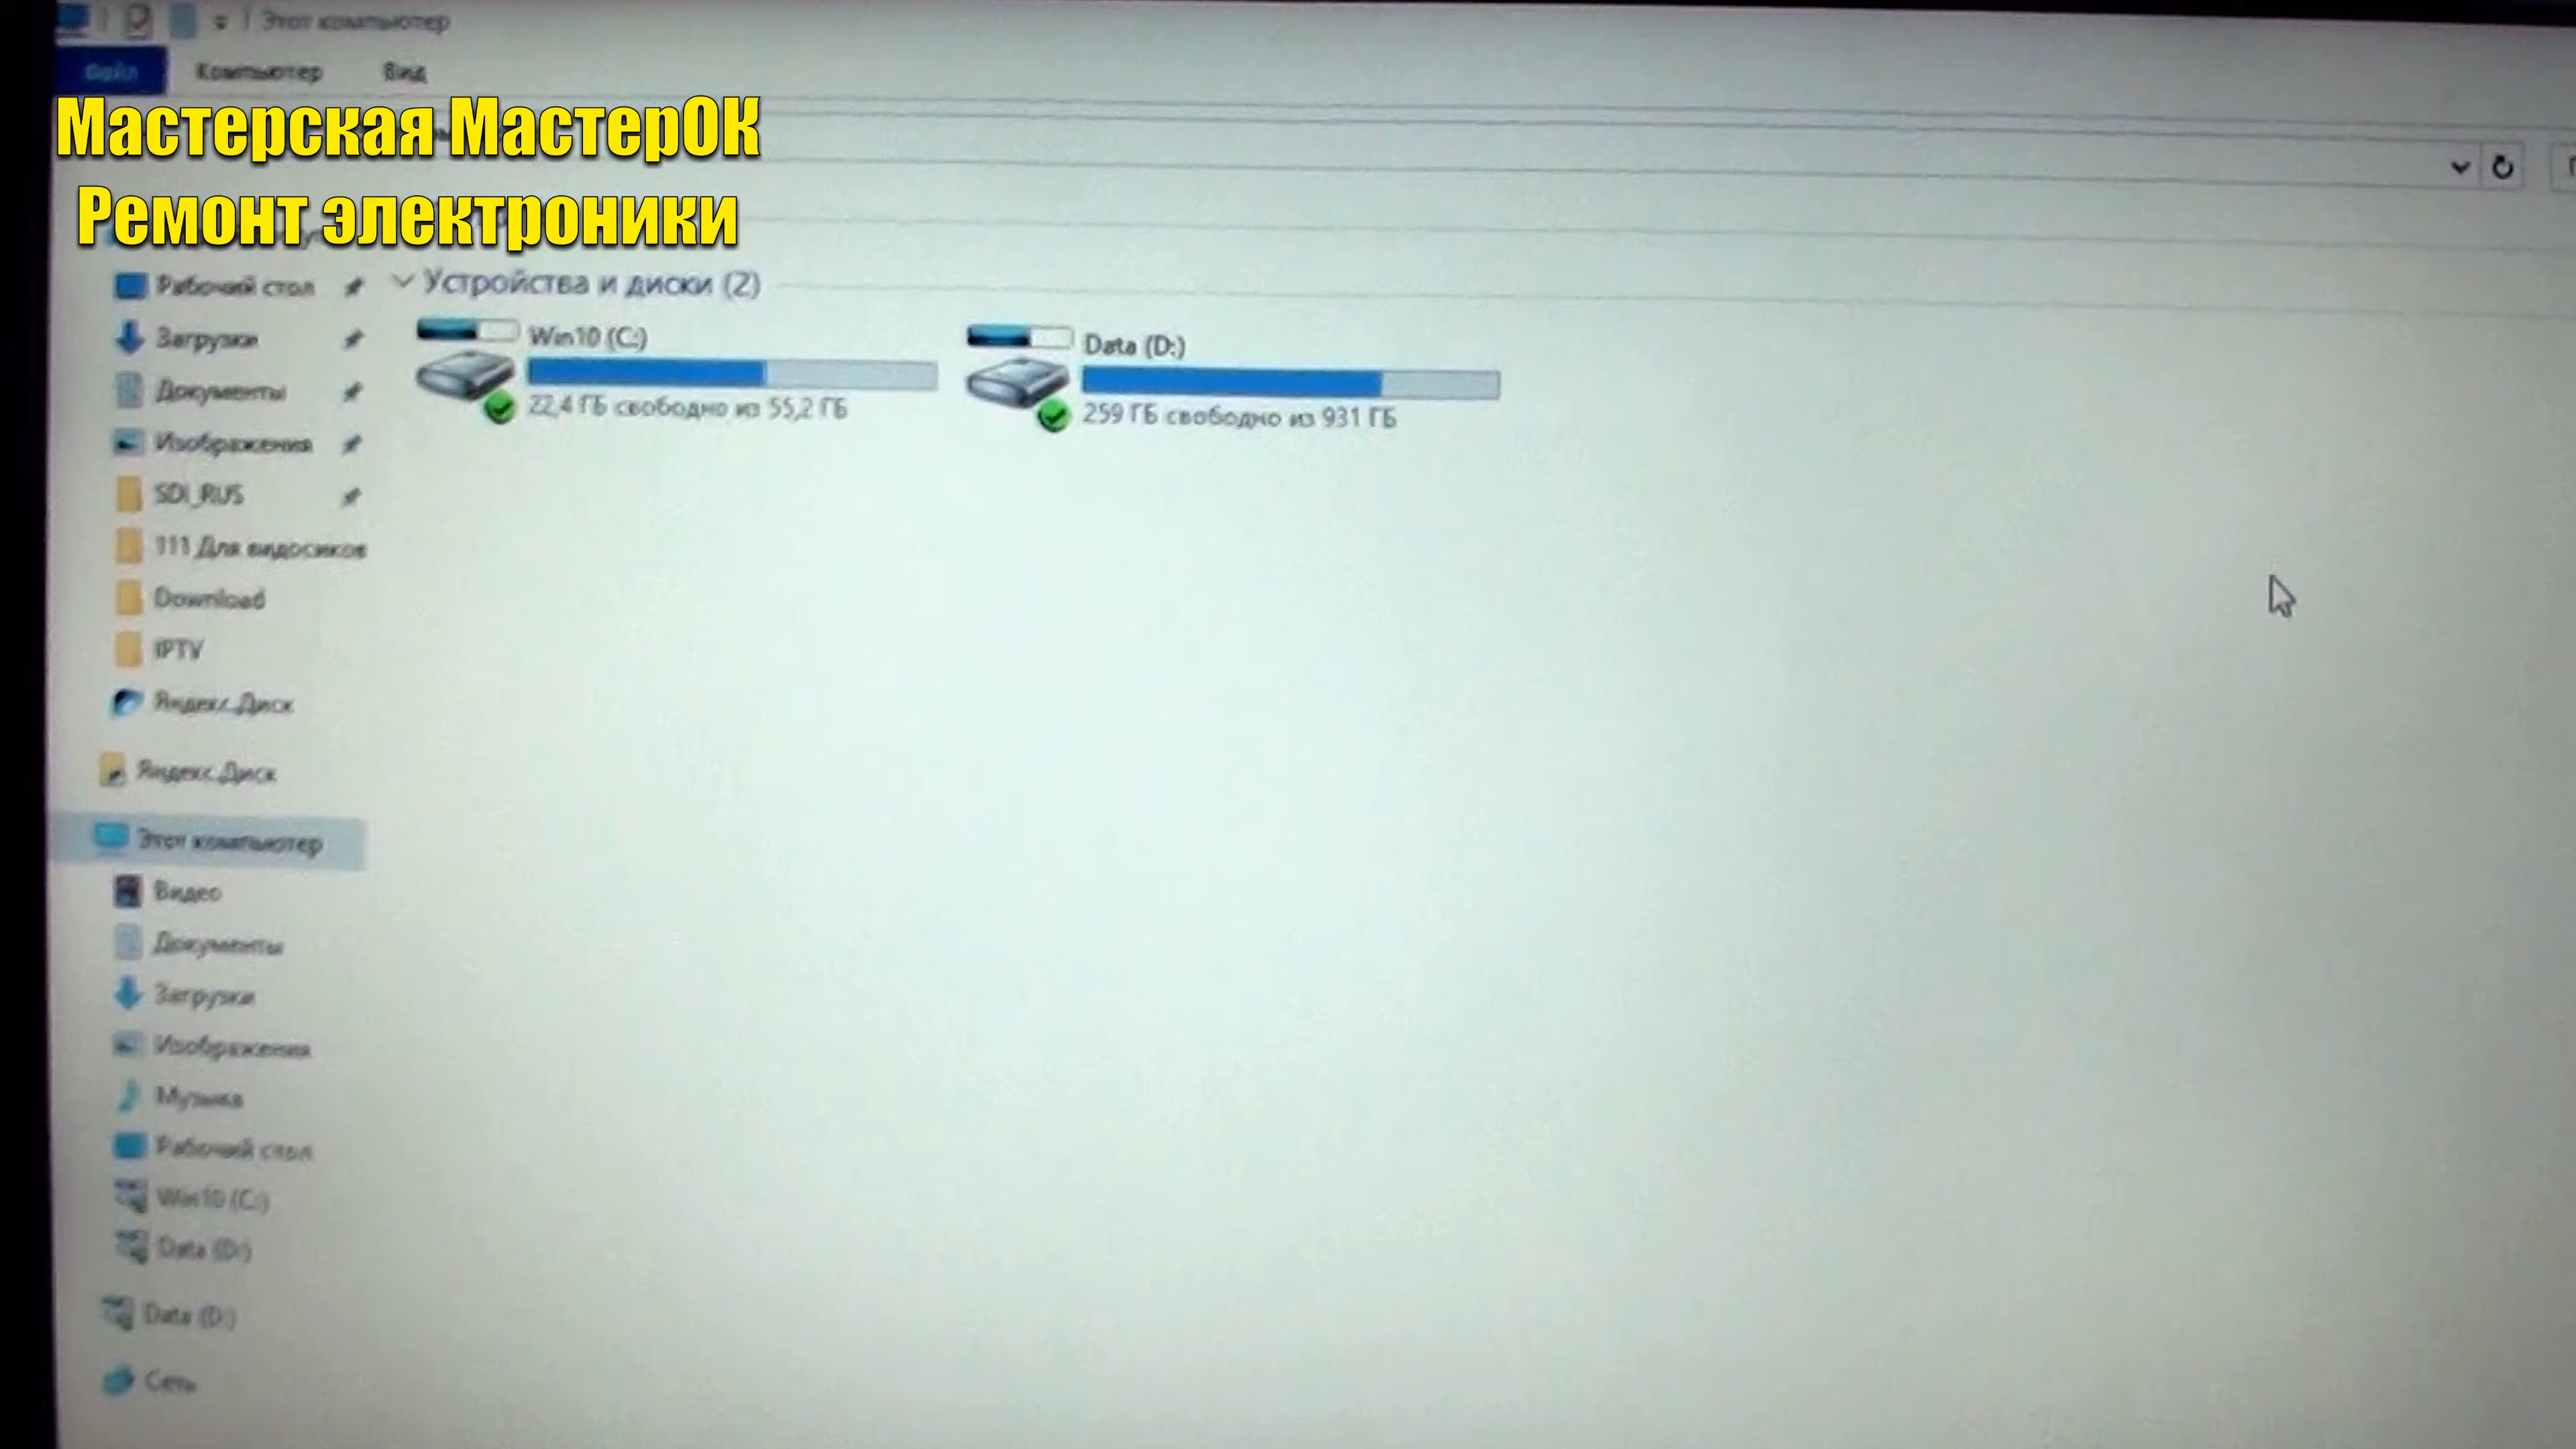 Этот компьютер
Файл Компьютер Вид
Мастерская МастерОК
Ремонт электроники
Рабочий стол
Загрузки
Документы
Изображения
SDI_RUS
111 Для видосиков
Download
IPTV
Яндекс.Диск
Яндекс.Диск
Этот компьютер
Видео
Документы
Загрузки
Изображения
Музыка
Рабочий стол
Win10 (C:)
Data (D:)
Data (D:)
Сеть
Устройства и диски (2)
Win10 (C:)
22,4 ГБ свободно из 55,2 ГБ
Data (D:)
259 ГБ свободно из 931 ГБ